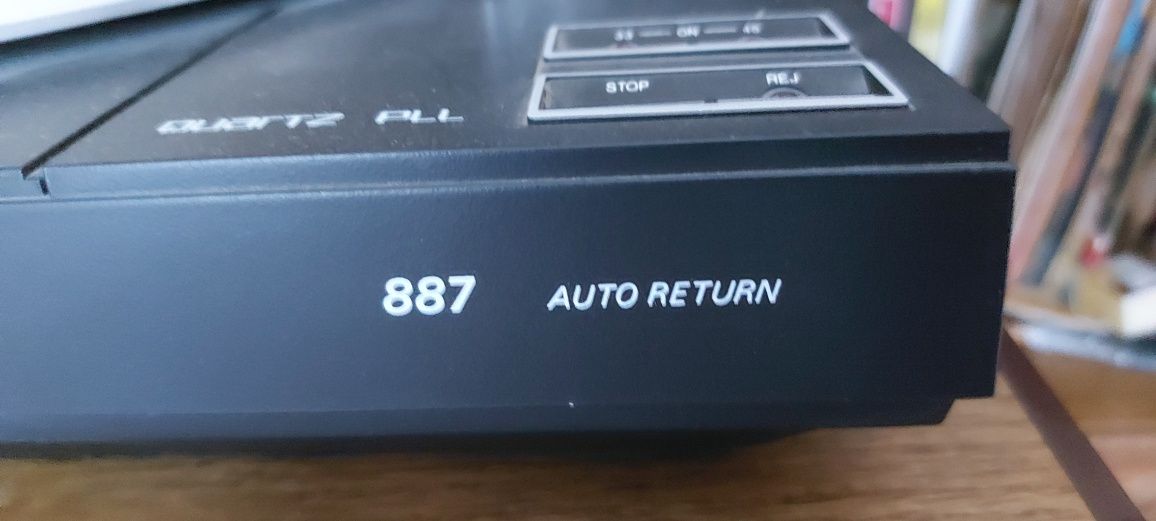 33 — ON — 45
STOP REJ
QUARTZ PLL
887 AUTO RETURN